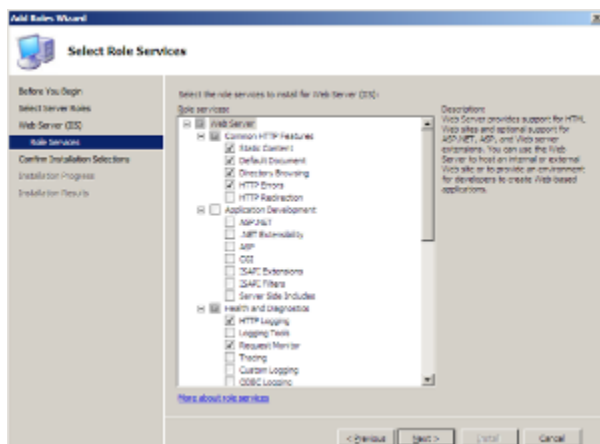 Add Roles Wizard
Select Role Services
Before You Begin
Select Server Roles
Web Server (IIS)
Role Services
Confirm Installation Selections
Installation Progress
Installation Results
Select the role services to install for Web Server (IIS):
Role services:
Web Server
Common HTTP Features
Static Content
Default Document
Directory Browsing
HTTP Errors
HTTP Redirection
Application Development
ASP.NET
.NET Extensibility
ASP
CGI
ISAPI Extensions
ISAPI Filters
Server Side Includes
Health and Diagnostics
HTTP Logging
Logging Tools
Request Monitor
Tracing
Custom Logging
ODBC Logging
More about role services
Description:
Web Server provides support for HTML
Web sites and optional support for
ASP.NET, ASP, and Web server
extensions. You can use the Web
Server to host an internal or external
Web site or to provide an environment
for developers to create Web-based
applications.
< Previous
Next >
Install
Cancel